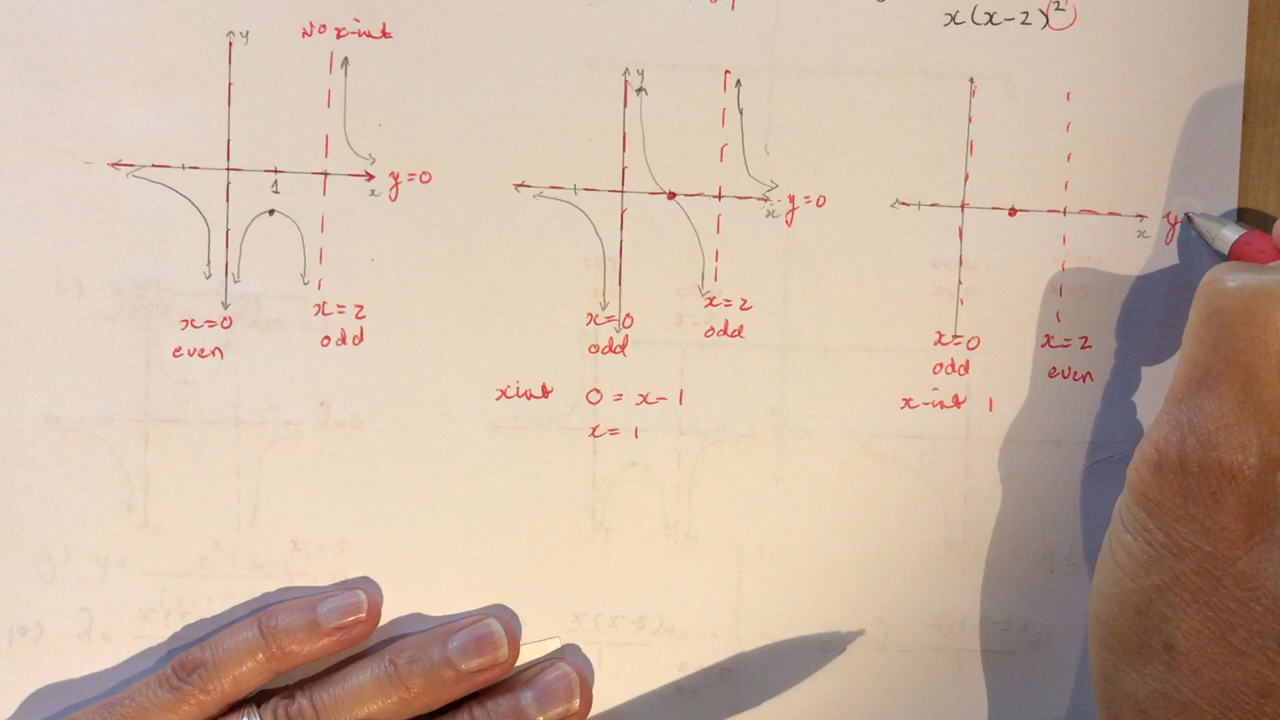 x(x-2)²
NO x-int
y
1
x
y=0
x=0
even
x=2
odd
y
x
y=0
x=0
odd
x=2
odd
xint 0 = x-1
x= 1
x
y
x=0
odd
x=2
even
x-int 1